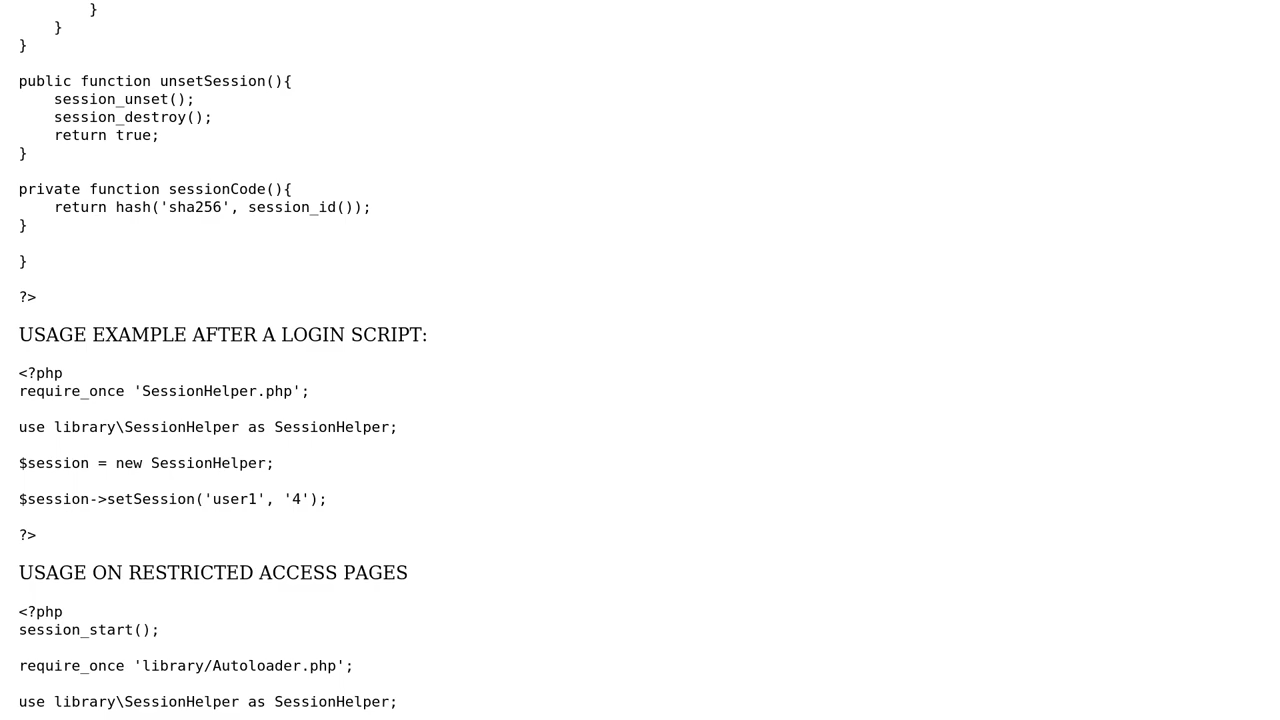 }
    }
}

public function unsetSession(){
    session_unset();
    session_destroy();
    return true;
}

private function sessionCode(){
    return hash('sha256', session_id());
}

}

?>

USAGE EXAMPLE AFTER A LOGIN SCRIPT:

<?php
require_once 'SessionHelper.php';

use library\SessionHelper as SessionHelper;

$session = new SessionHelper;

$session->setSession('user1', '4');

?>

USAGE ON RESTRICTED ACCESS PAGES

<?php
session_start();

require_once 'library/Autoloader.php';

use library\SessionHelper as SessionHelper;